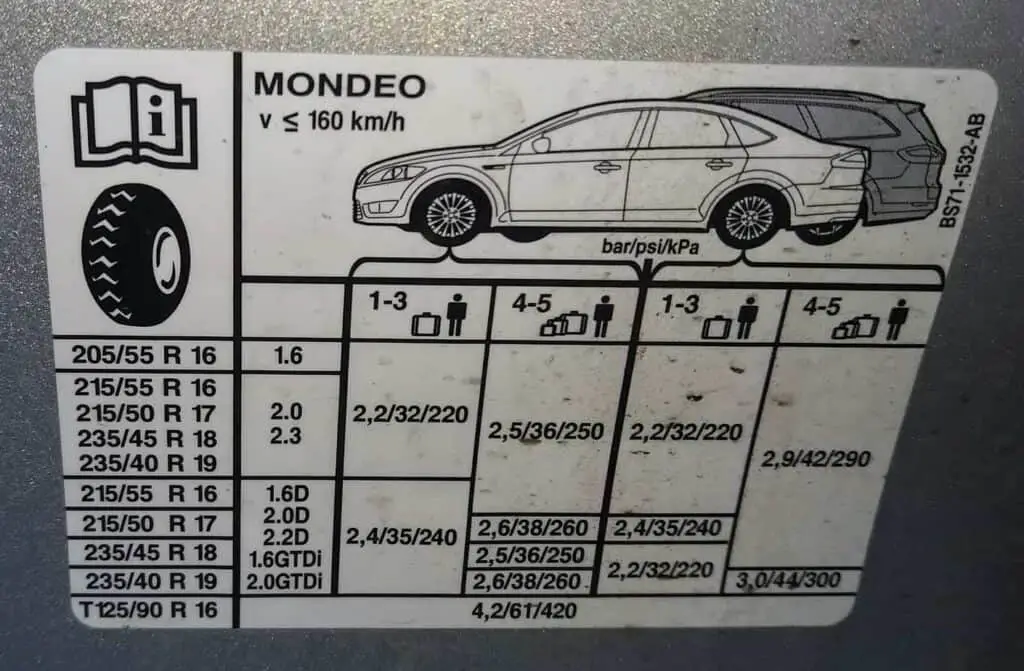 i
MONDEO
v ≤ 160 km/h
BS71-1532-AB
bar/psi/kPa
1-3 4-5 1-3 4-5
205/55 R 16 1.6
215/55 R 16
215/50 R 17 2.0
235/45 R 18 2.3
235/40 R 19
2,2/32/220 2,5/36/250 2,2/32/220 2,9/42/290
215/55 R 16 1.6D
215/50 R 17 2.0D
2.2D
235/45 R 18 1.6GTDi
235/40 R 19 2.0GTDi
2,4/35/240 2,6/38/260 2,4/35/240
2,5/36/250 2,2/32/220
2,6/38/260 3,0/44/300
T125/90 R 16 4,2/61/420